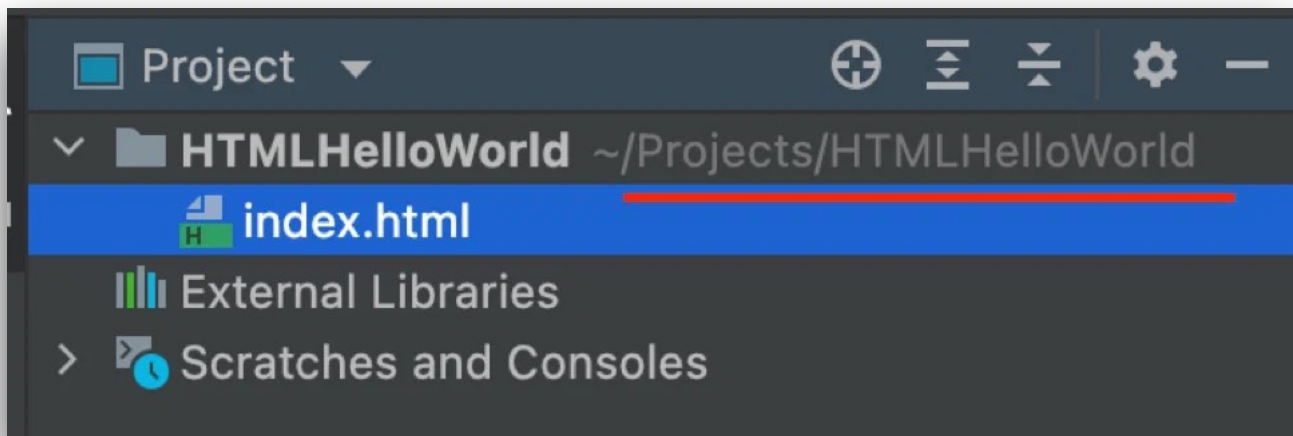 Project
HTMLHelloWorld ~/Projects/HTMLHelloWorld
H index.html
External Libraries
Scratches and Consoles